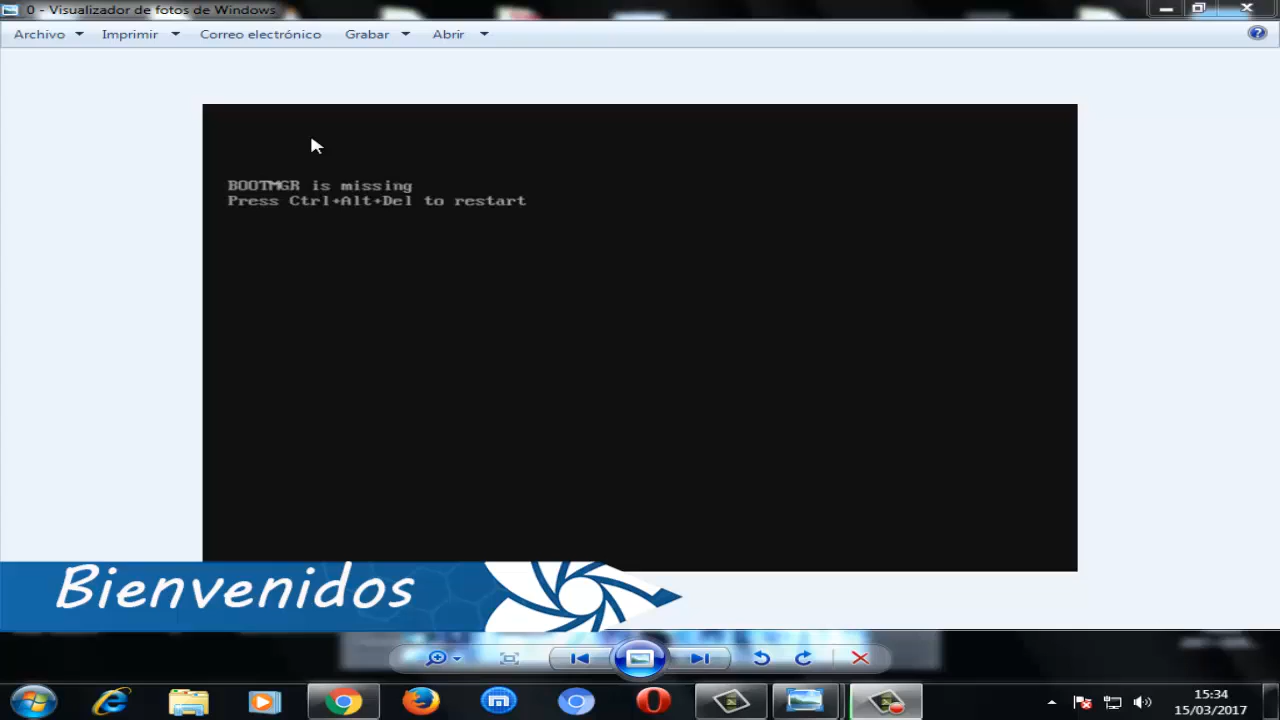 0 - Visualizador de fotos de Windows
Archivo Imprimir Correo electrónico Grabar Abrir
BOOTMGR is missing
Press Ctrl+Alt+Del to restart
Bienvenidos
15:34
15/03/2017